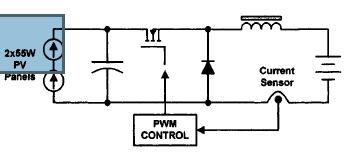 2x55W
PV
Panels
Current
Sensor
PWM
CONTROL